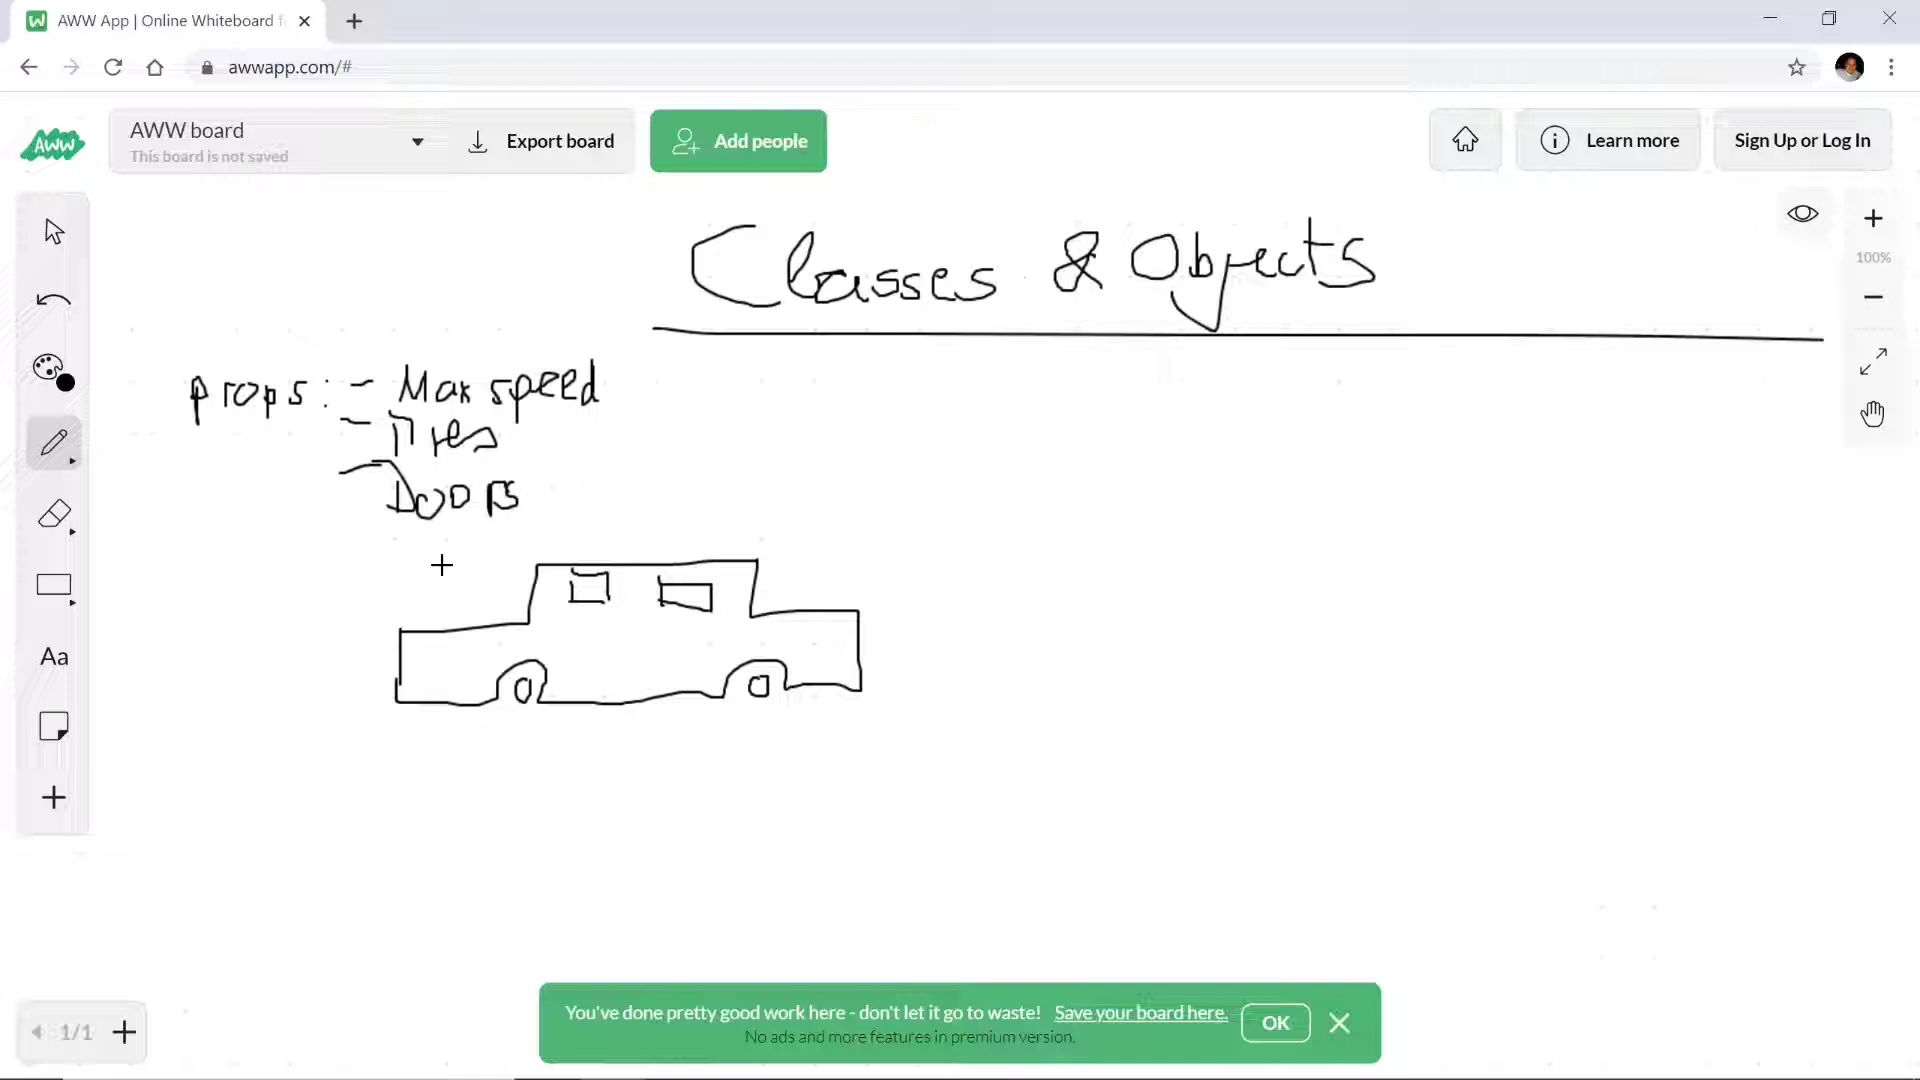 AWW App | Online Whiteboard f
awwapp.com/#
AWW
AWW board
This board is not saved
Export board
Add people
Learn more
Sign Up or Log In
100%
Classes & Objects
props: - Max speed
- Tires
- Doors
Aa
1/1
You've done pretty good work here - don't let it go to waste! Save your board here.
No ads and more features in premium version.
OK